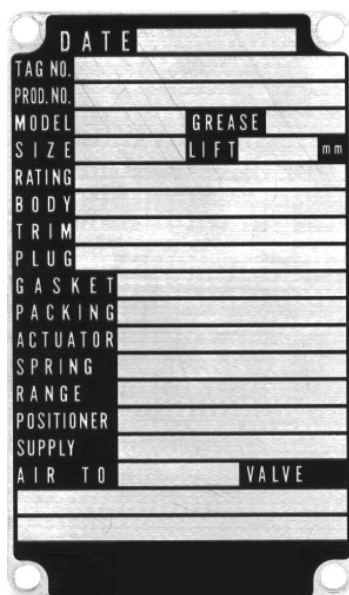 DATE
TAG NO.
PROD.NO.
MODEL GREASE
SIZE LIFT mm
RATING
BODY
TRIM
PLUG
GASKET
PACKING
ACTUATOR
SPRING
RANGE
POSITIONER
SUPPLY
AIR TO VALVE